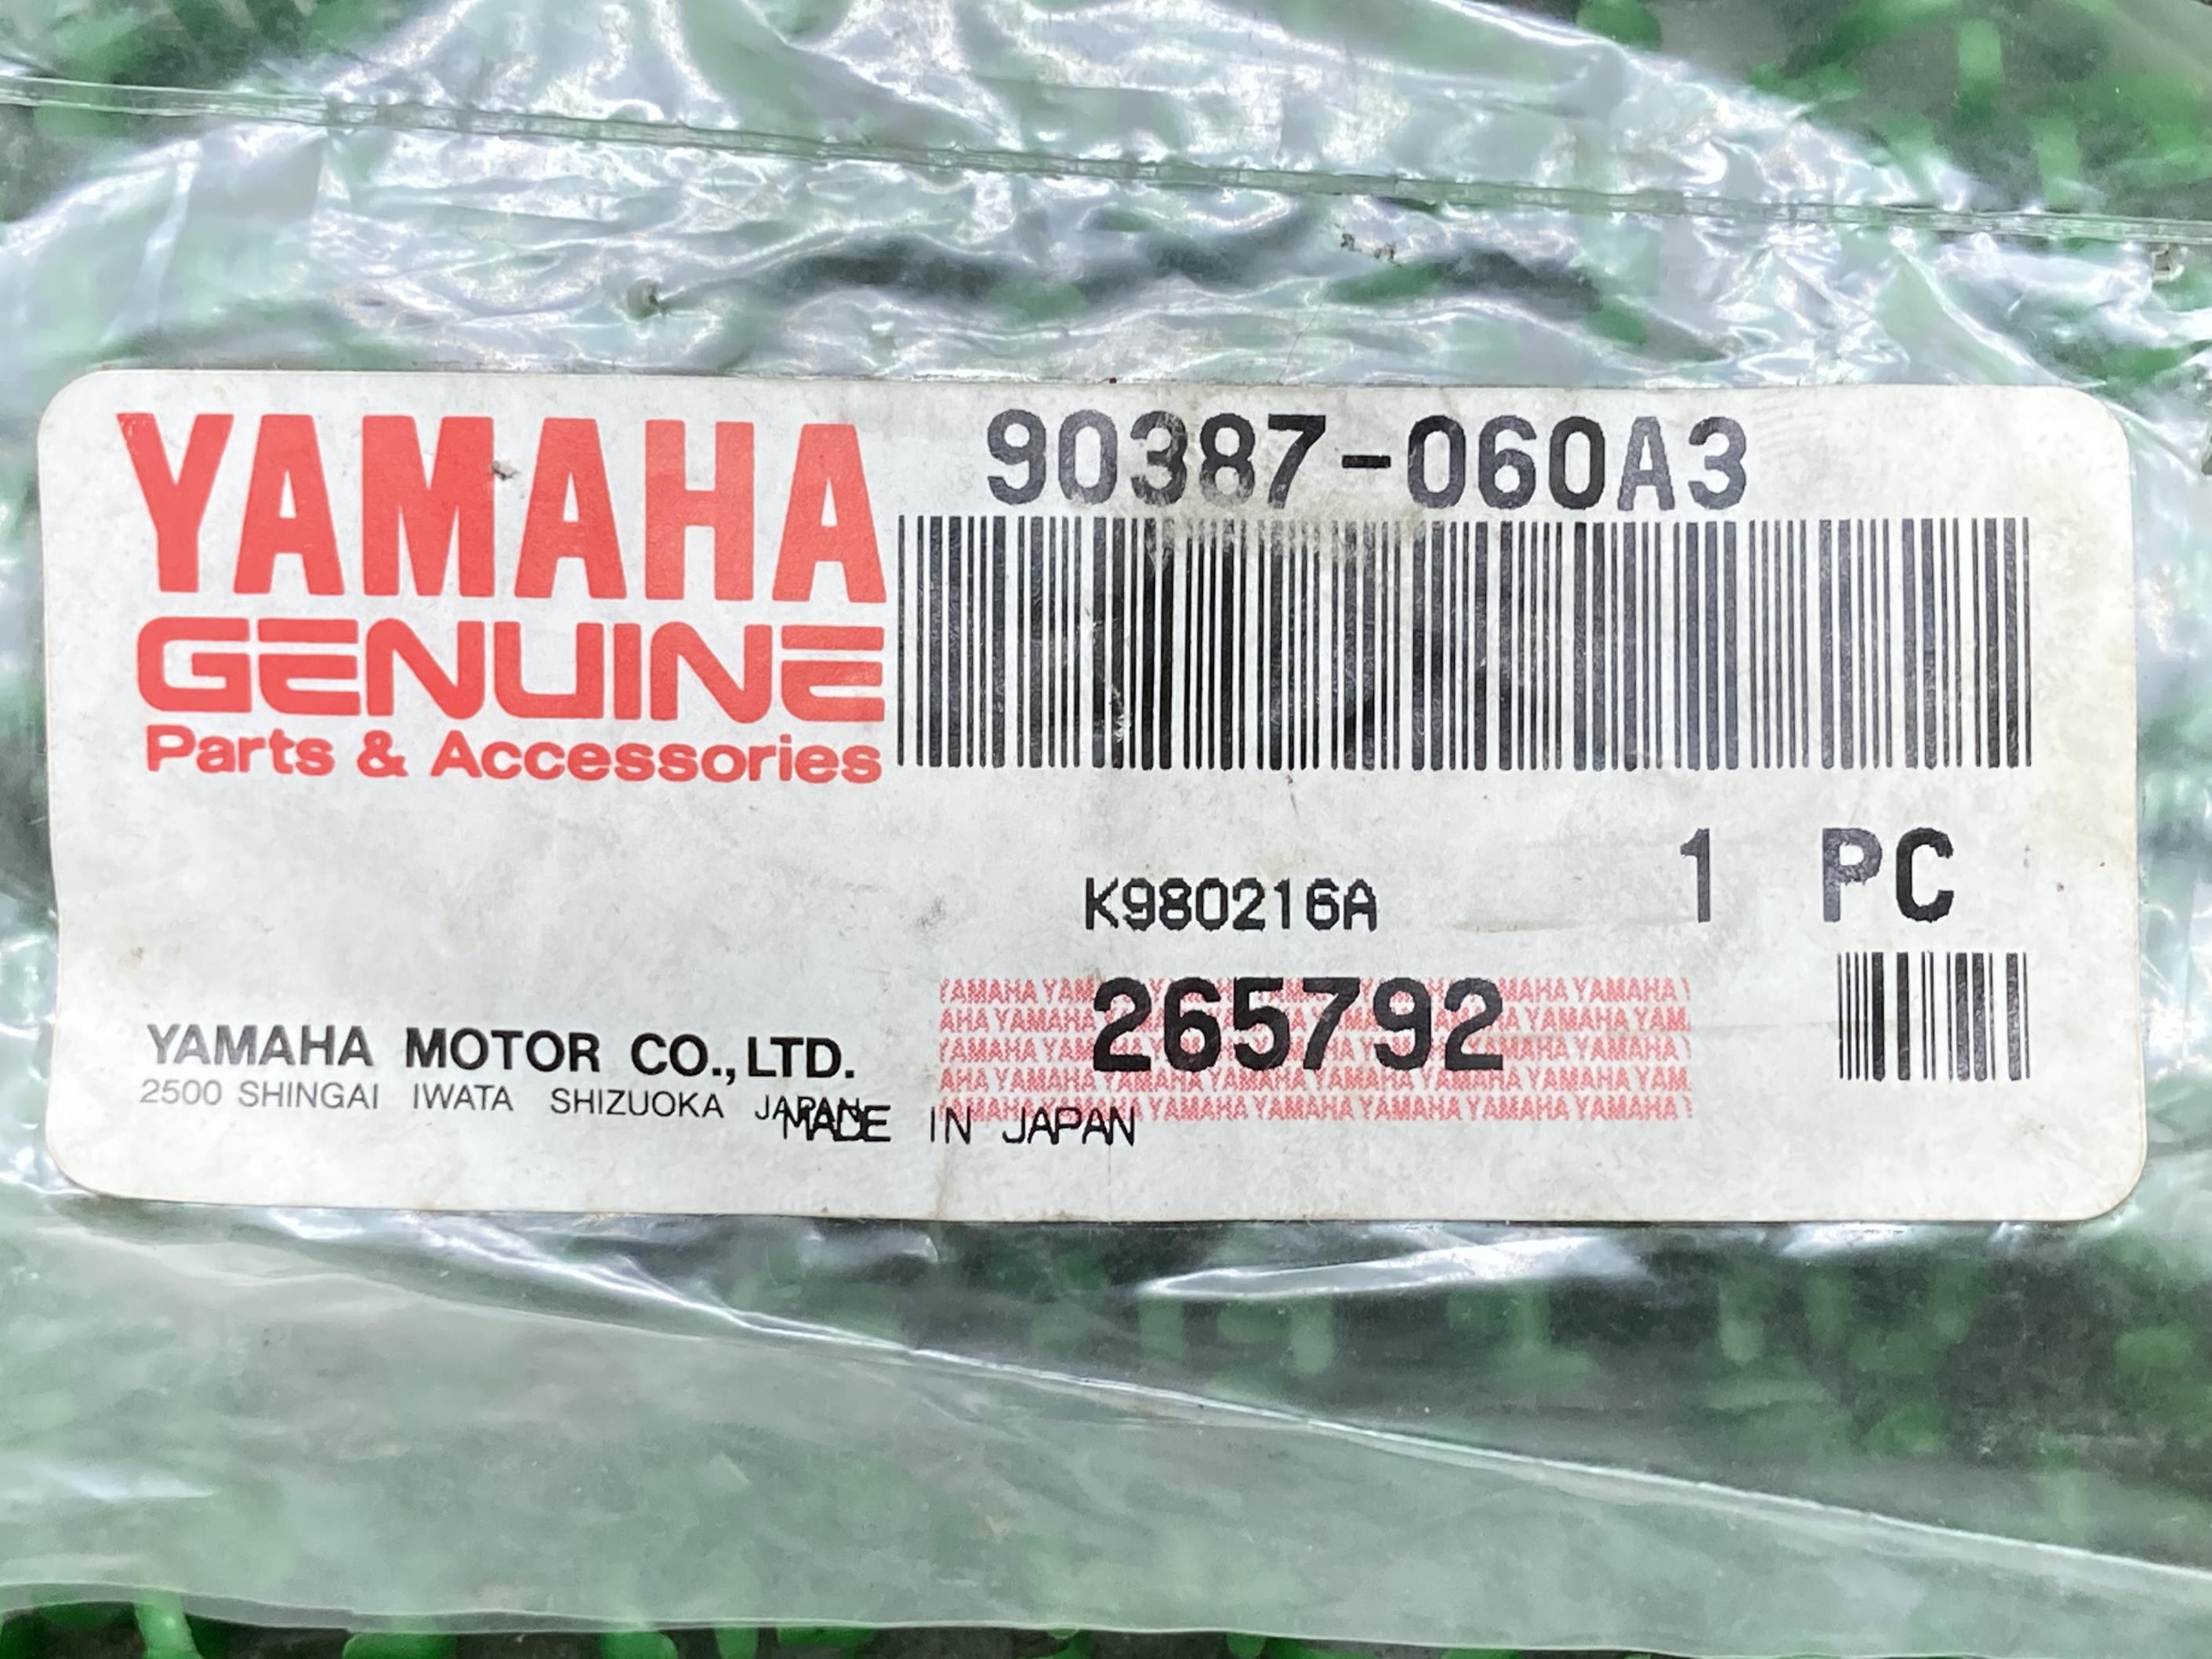 YAMAHA
GENUINE
Parts & Accessories
90387-060A3
1 PC
K980216A
265792
YAMAHA MOTOR CO.,LTD.
2500 SHINGAI IWATA SHIZUOKA JAPAN
MADE IN JAPAN